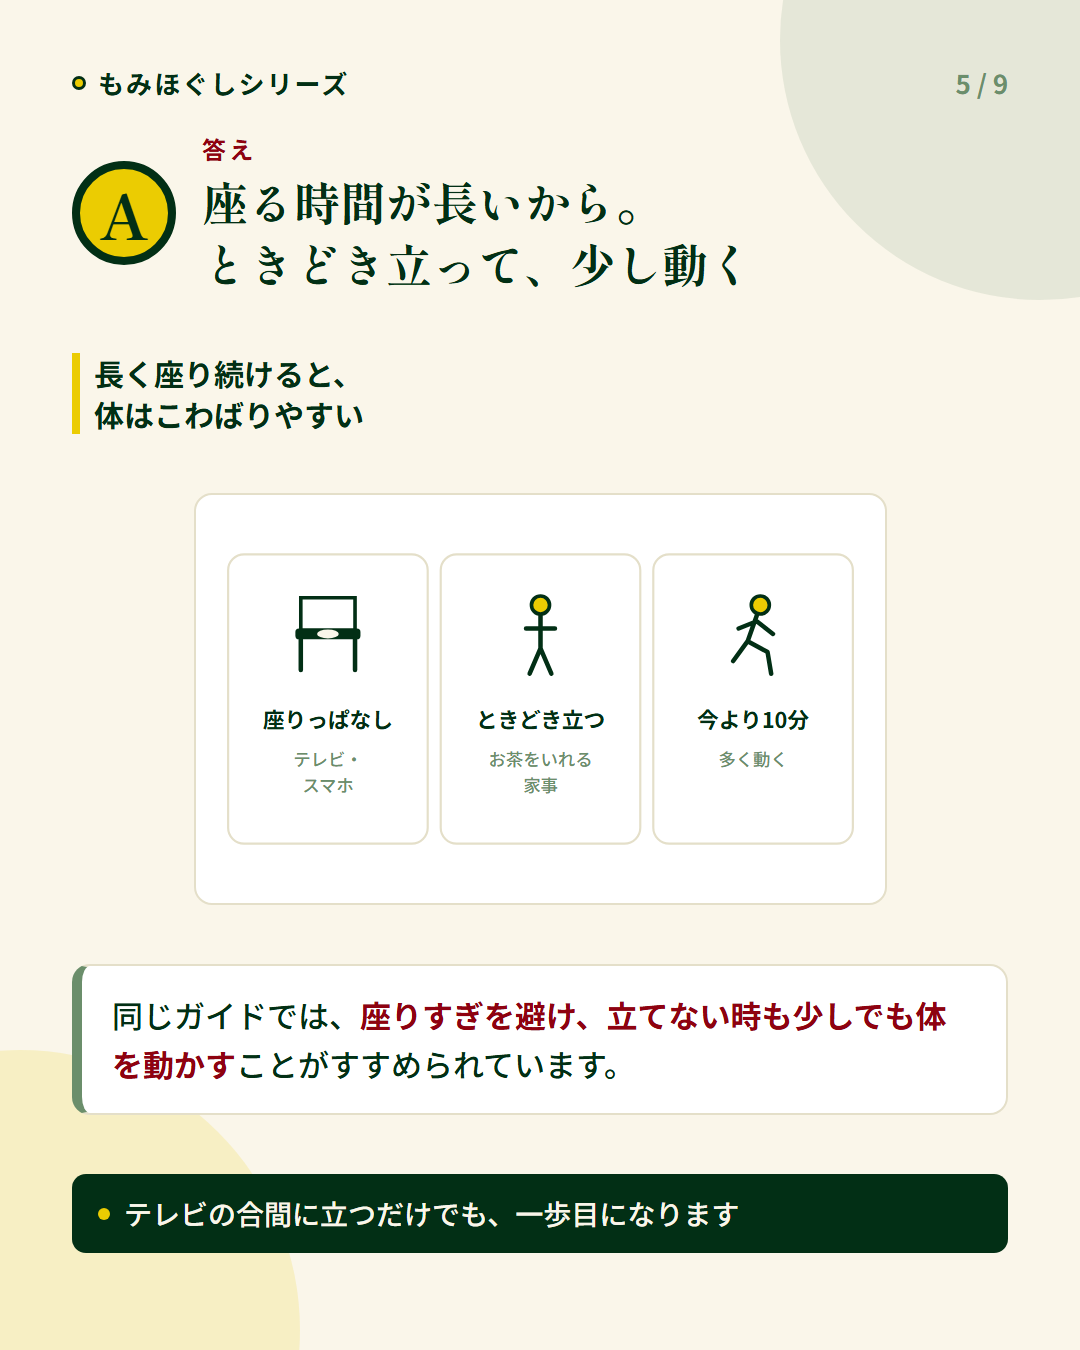 もみほぐしシリーズ
5 / 9
答え
A
座る時間が長いから。
ときどき立って、少し動く
長く座り続けると、
体はこわばりやすい
座りっぱなし
テレビ・
スマホ
ときどき立つ
お茶をいれる
家事
今より10分
多く動く
同じガイドでは、座りすぎを避け、立てない時も少しでも体
を動かすことがすすめられています。
テレビの合間に立つだけでも、一歩目になります